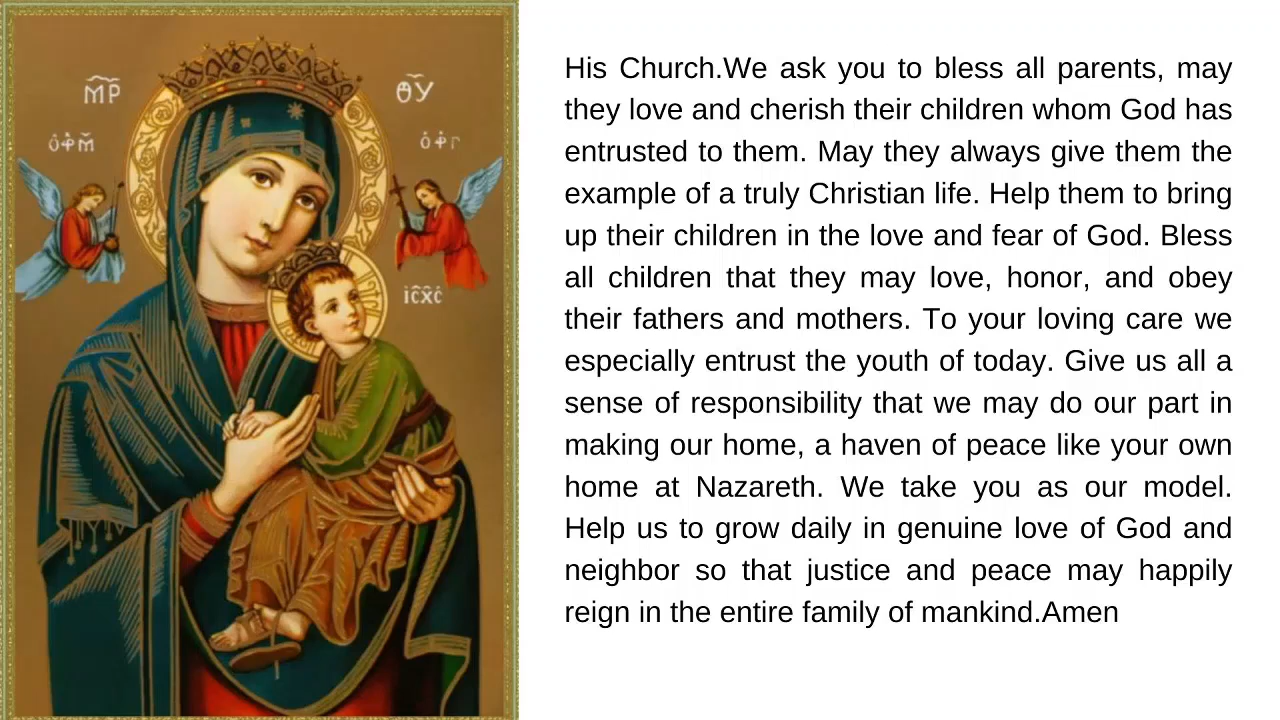 ΜΡ ΘΥ
His Church.We ask you to bless all parents, may
they love and cherish their children whom God has
entrusted to them. May they always give them the
example of a truly Christian life. Help them to bring
up their children in the love and fear of God. Bless
all children that they may love, honor, and obey
their fathers and mothers. To your loving care we
especially entrust the youth of today. Give us all a
sense of responsibility that we may do our part in
making our home, a haven of peace like your own
home at Nazareth. We take you as our model.
Help us to grow daily in genuine love of God and
neighbor so that justice and peace may happily
reign in the entire family of mankind.Amen